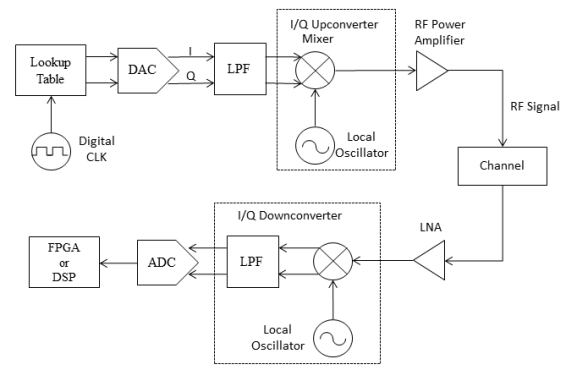 I/Q Upconverter
Mixer
RF Power
Amplifier
Lookup
Table
DAC
I
Q
LPF
Digital
CLK
Local
Oscillator
RF Signal
Channel
I/Q Downconverter
LNA
FPGA
or
DSP
ADC
LPF
Local
Oscillator